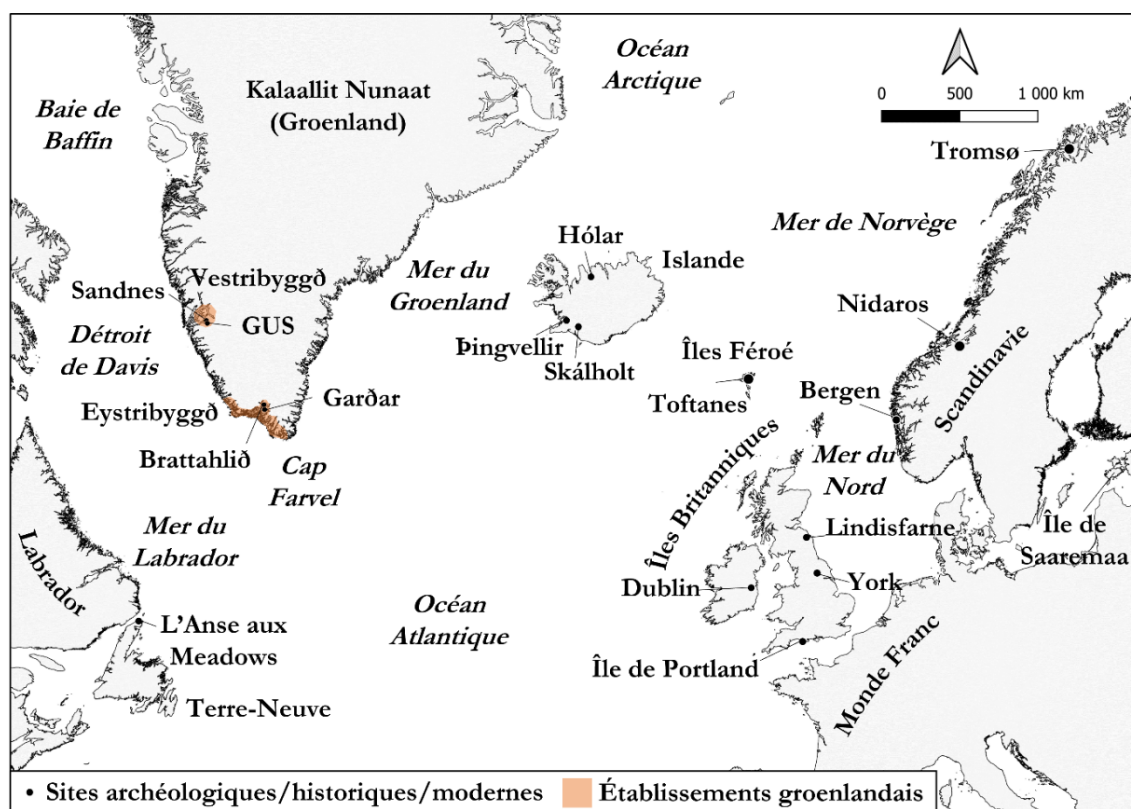 Océan
Arctique
0 500 1 000 km
Kalaallit Nunaat
(Groenland)
Baie de
Baffin
Tromsø
Mer de Norvège
Hólar
Islande
Mer du
Groenland
Vestribyggð
Sandnes
GUS
Nidaros
Détroit
de Davis
Þingvellir
Skálholt
Îles Féroé
Toftanes
Bergen
Scandinavie
Eystribyggð
Garðar
Brattahlið
Cap
Farvel
Îles Britanniques
Mer du
Nord
Mer du
Labrador
Labrador
Lindisfarne
Île de
Saaremaa
Dublin
York
Océan
Atlantique
L'Anse aux
Meadows
Île de Portland
Monde Franc
Terre-Neuve
• Sites archéologiques/historiques/modernes Établissements groenlandais